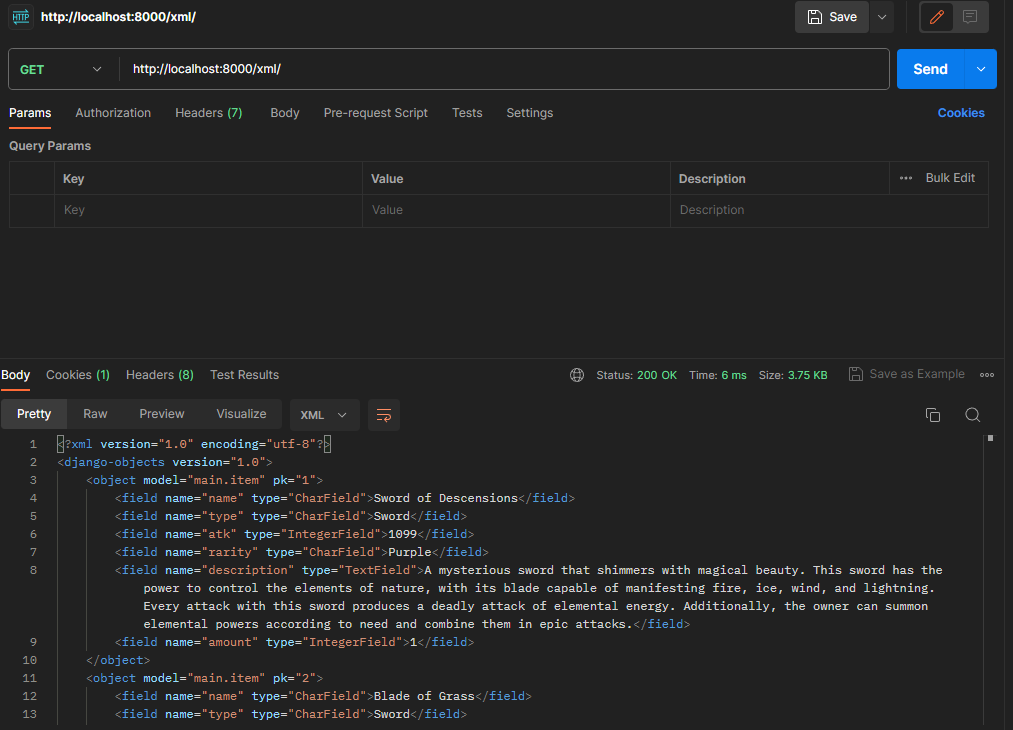 HTTP http://localhost:8000/xml/ Save
GET http://localhost:8000/xml/ Send
Params Authorization Headers (7) Body Pre-request Script Tests Settings Cookies
Query Params
Key Value Description ••• Bulk Edit
Key Value Description
Body Cookies (1) Headers (8) Test Results Status: 200 OK Time: 6 ms Size: 3.75 KB Save as Example
Pretty Raw Preview Visualize XML
1 <?xml version="1.0" encoding="utf-8"?>
2 <django-objects version="1.0">
3 <object model="main.item" pk="1">
4 <field name="name" type="CharField">Sword of Descensions</field>
5 <field name="type" type="CharField">Sword</field>
6 <field name="atk" type="IntegerField">1099</field>
7 <field name="rarity" type="CharField">Purple</field>
8 <field name="description" type="TextField">A mysterious sword that shimmers with magical beauty. This sword has the
power to control the elements of nature, with its blade capable of manifesting fire, ice, wind, and lightning.
Every attack with this sword produces a deadly attack of elemental energy. Additionally, the owner can summon
elemental powers according to need and combine them in epic attacks.</field>
9 <field name="amount" type="IntegerField">1</field>
10 </object>
11 <object model="main.item" pk="2">
12 <field name="name" type="CharField">Blade of Grass</field>
13 <field name="type" type="CharField">Sword</field>